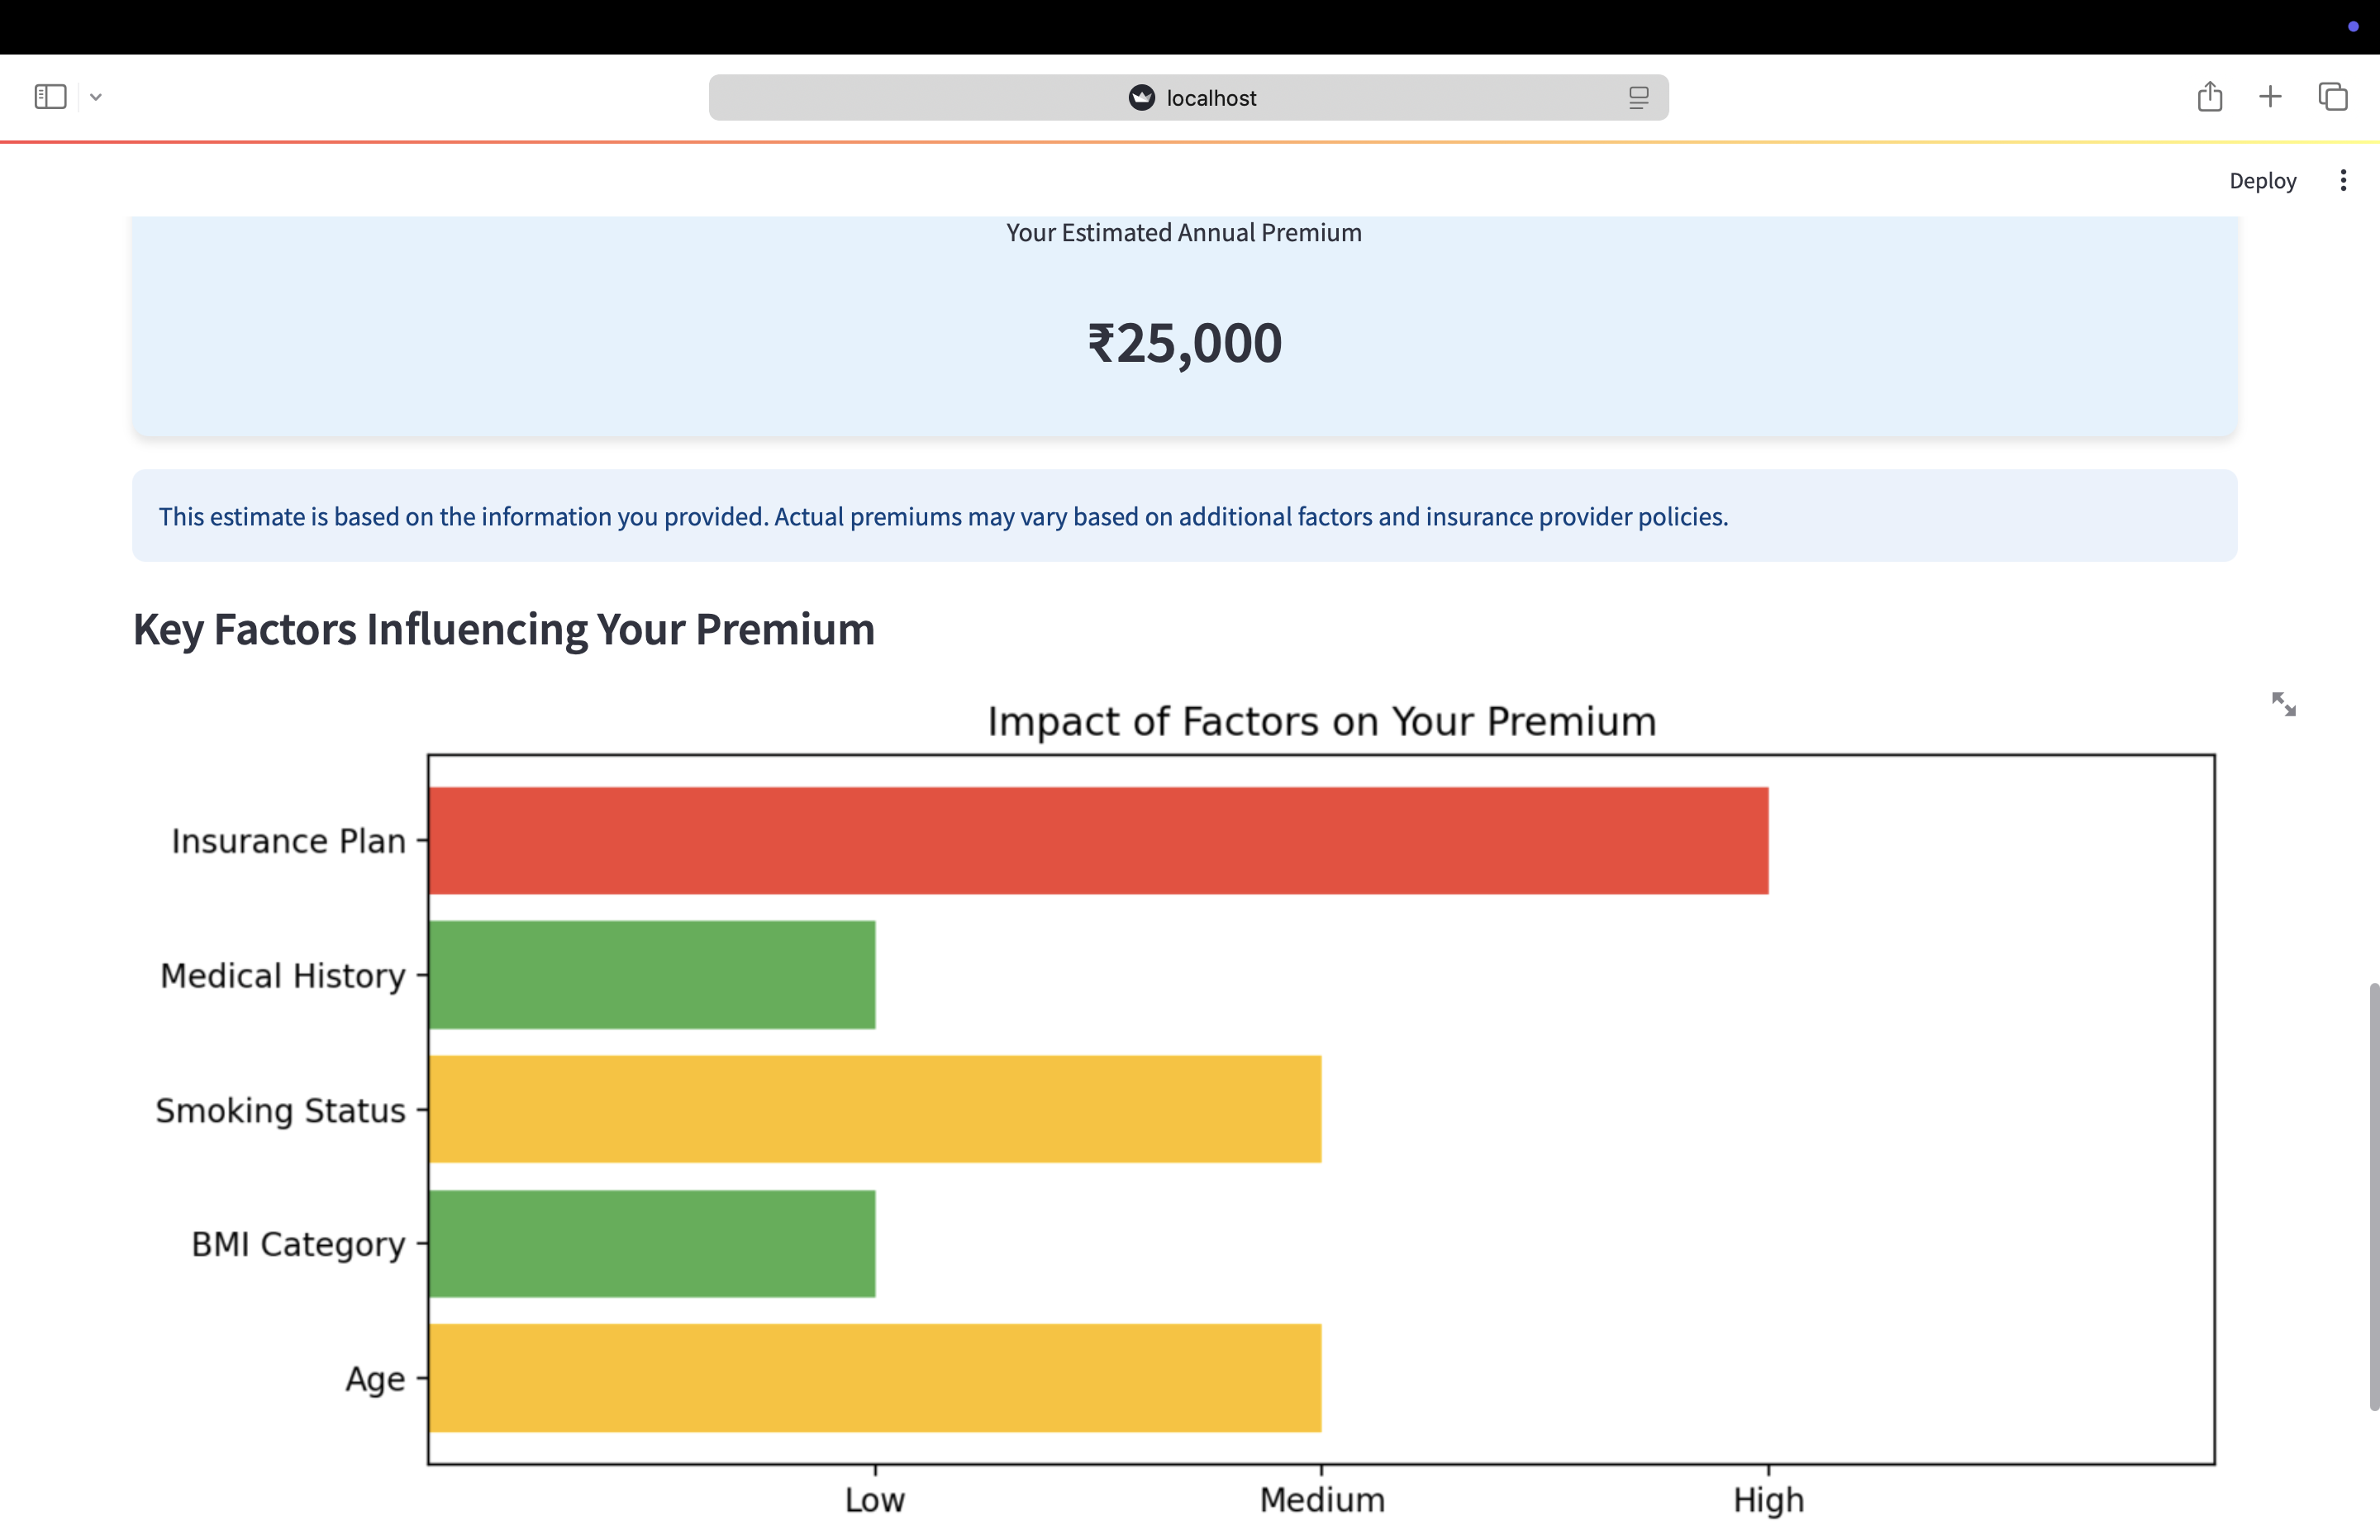 localhost
Deploy
Your Estimated Annual Premium
₹25,000
This estimate is based on the information you provided. Actual premiums may vary based on additional factors and insurance provider policies.
Key Factors Influencing Your Premium
Impact of Factors on Your Premium
Insurance Plan
Medical History
Smoking Status
BMI Category
Age
Low Medium High